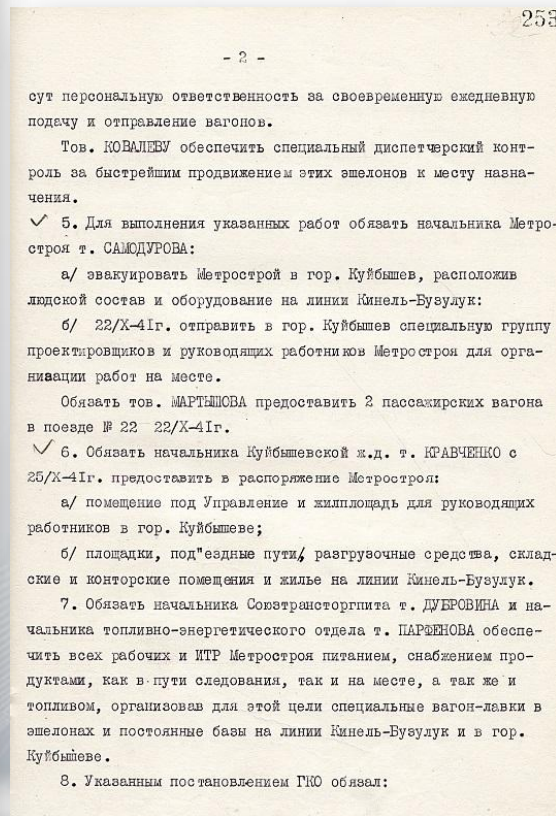 253
- 2 -
сут персональную ответственность за своевременную ежедневную
подачу и отправление вагонов.
Тов. КОВАЛЕВУ обеспечить специальный диспетчерский конт-
роль за быстрейшим продвижением этих эшелонов к месту назна-
чения.
✓ 5. Для выполнения указанных работ обязать начальника Метро-
строя т. САМОДУРОВА:
а/ эвакуировать Метрострой в гор. Куйбышев, расположив
людской состав и оборудование на линии Кинель-Бузулук:
б/ 22/X-41г. отправить в гор. Куйбышев специальную группу
проектировщиков и руководящих работников Метростроя для орга-
низации работ на месте.
Обязать тов. МАРТЫШОВА предоставить 2 пассажирских вагона
в поезде № 22 22/X-41г.
✓ 6. Обязать начальника Куйбышевской ж.д. т. КРАВЧЕНКО с
25/X-41г. предоставить в распоряжение Метростроя:
а/ помещение под Управление и жилплощадь для руководящих
работников в гор. Куйбышеве;
б/ площадки, под"ездные пути, разгрузочные средства, склад-
ские и конторские помещения и жилье на линии Кинель-Бузулук.
7. Обязать начальника Союзтрансторгпита т. ДУБРОВИНА и на-
чальника топливно-энергетического отдела т. ПАРФЕНОВА обеспе-
чить всех рабочих и ИТР Метростроя питанием, снабжением про-
дуктами, как в пути следования, так и на месте, а так же и
топливом, организовав для этой цели специальные вагон-лавки в
эшелонах и постоянные базы на линии Кинель-Бузулук и в гор.
Куйбышеве.
8. Указанным постановлением ГКО обязал: